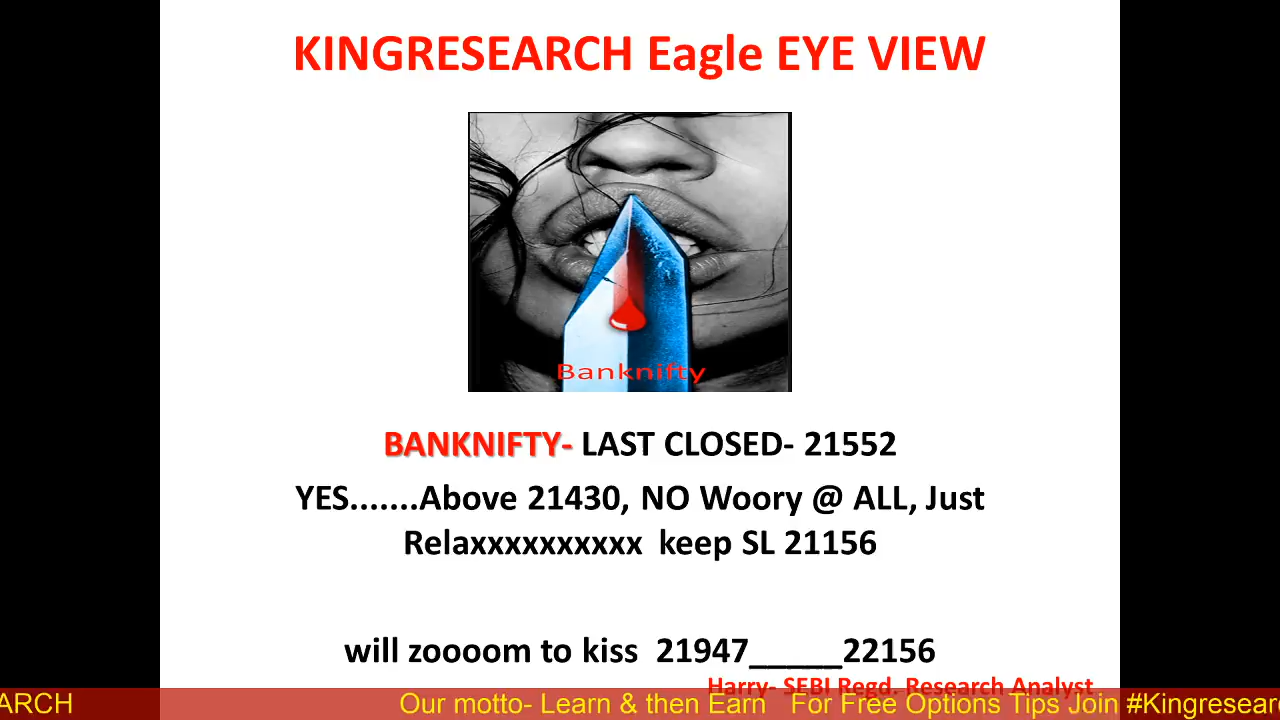 KINGRESEARCH Eagle EYE VIEW
Banknifty
BANKNIFTY- LAST CLOSED- 21552
YES.......Above 21430, NO Woory @ ALL, Just
Relaxxxxxxxxxx keep SL 21156
will zoooom to kiss 21947_____22156
Harry- SEBI Regd. Research Analyst
ARCH Our motto- Learn & then Earn For Free Options Tips Join #Kingresear